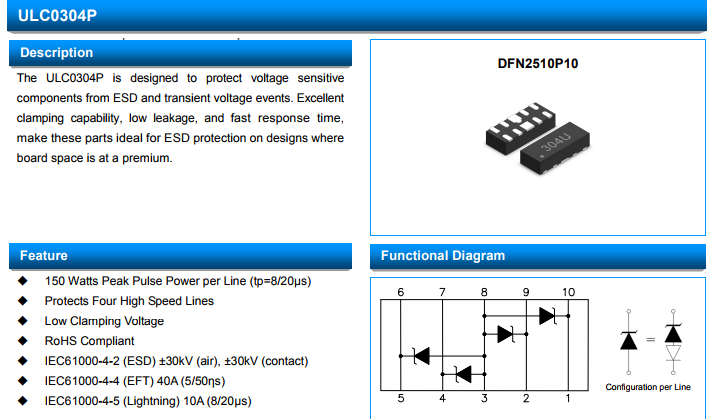 ULC0304P
Description
The ULC0304P is designed to protect voltage sensitive
components from ESD and transient voltage events. Excellent
clamping capability, low leakage, and fast response time,
make these parts ideal for ESD protection on designs where
board space is at a premium.
DFN2510P10
304U
Feature
◆ 150 Watts Peak Pulse Power per Line (tp=8/20μs)
◆ Protects Four High Speed Lines
◆ Low Clamping Voltage
◆ RoHS Compliant
◆ IEC61000-4-2 (ESD) ±30kV (air), ±30kV (contact)
◆ IEC61000-4-4 (EFT) 40A (5/50ηs)
◆ IEC61000-4-5 (Lightning) 10A (8/20μs)
Functional Diagram
6 7 8 9 10
=
5 4 3 2 1
Configuration per Line